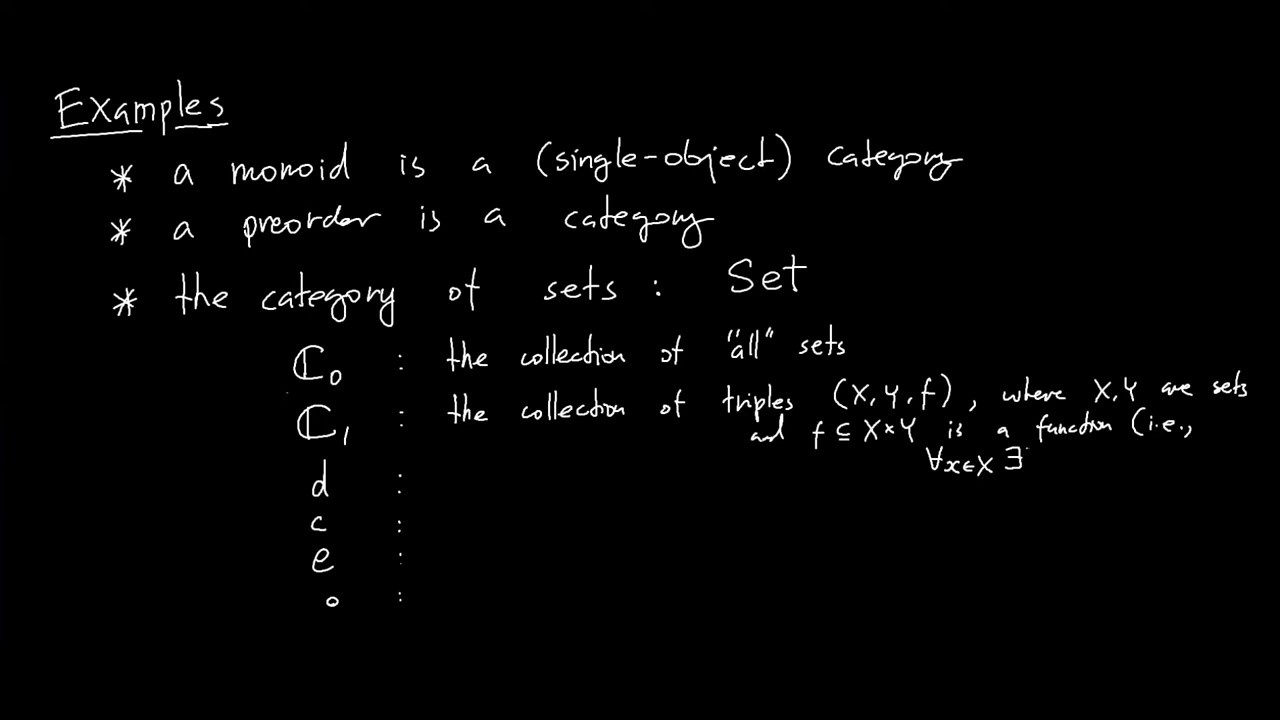 Examples
* a monoid is a (single-object) category
* a preorder is a category
* the category of sets : Set
ℂ₀ : the collection of "all" sets
ℂ₁ : the collection of triples (X, Y, f), where X, Y are sets
and f ⊆ X × Y is a function (i.e.,
∀x∈X ∃
d :
c :
e :
∘ :